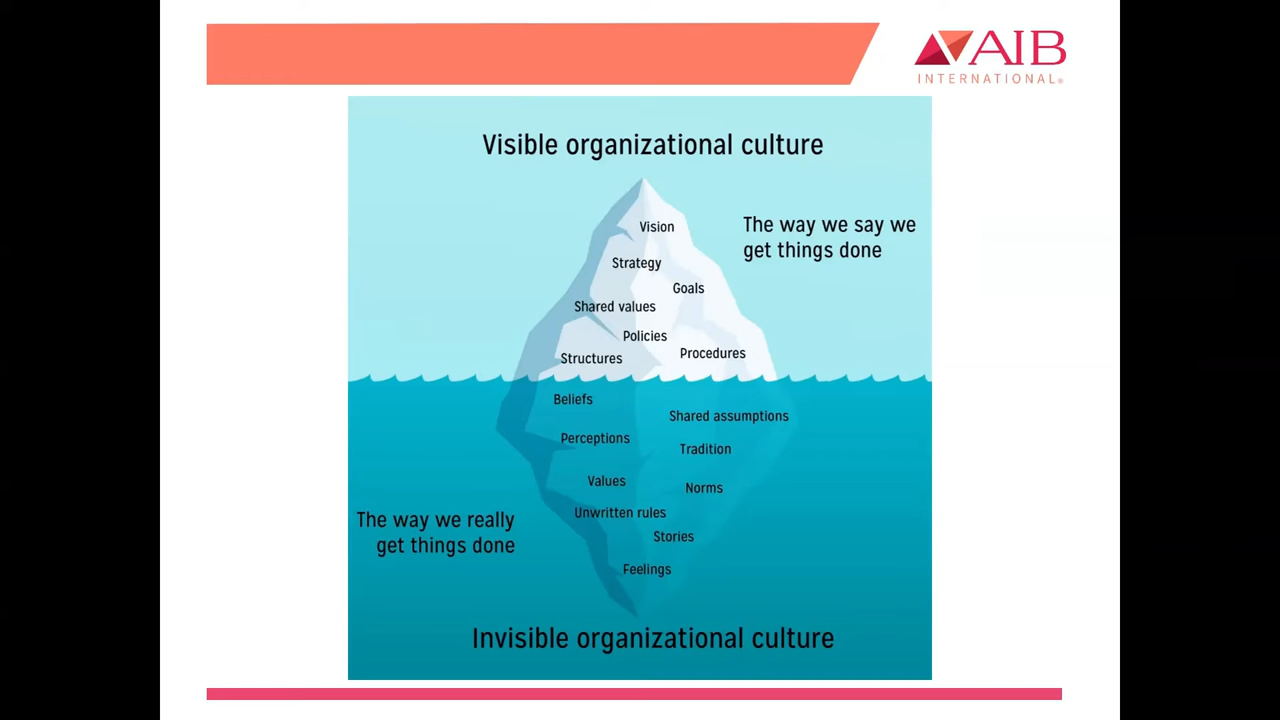 AIB
INTERNATIONAL®
Visible organizational culture
The way we say we
get things done
Vision
Strategy
Goals
Shared values
Policies
Procedures
Structures
Beliefs
Shared assumptions
Perceptions
Tradition
Values
Norms
Unwritten rules
Stories
Feelings
The way we really
get things done
Invisible organizational culture